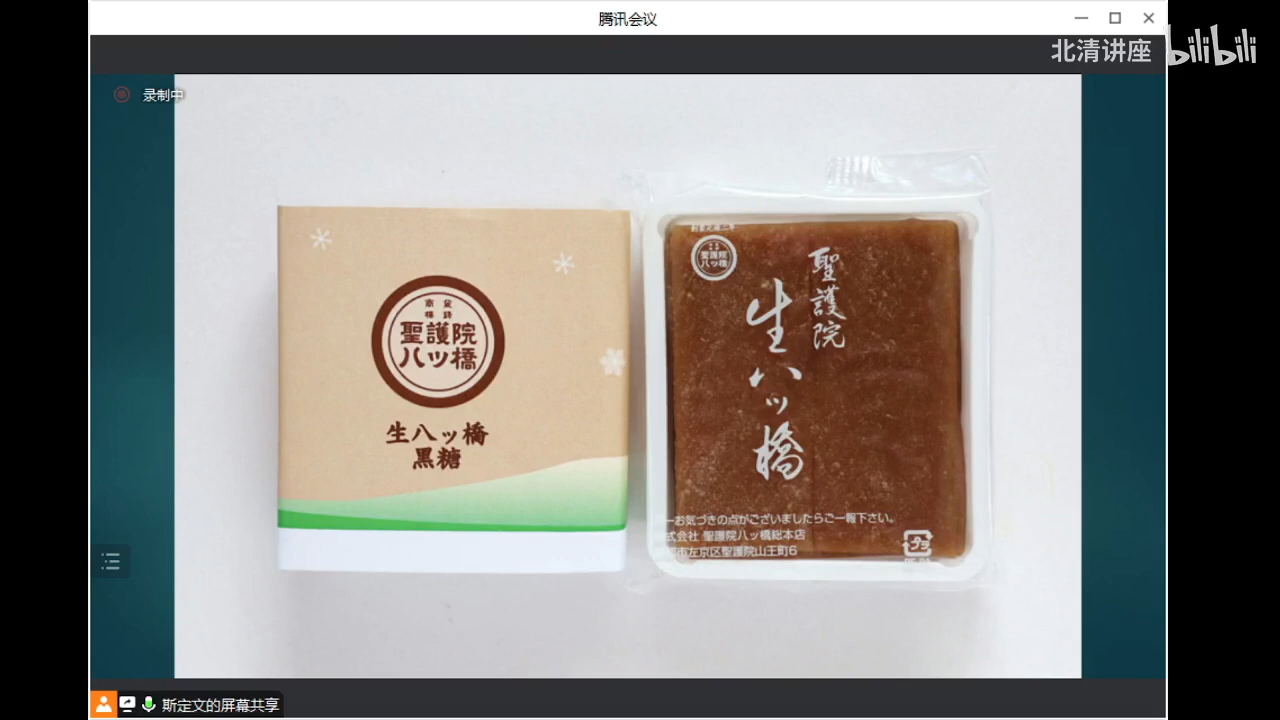 腾讯会议
北清讲座 bilibili
录制中
聖護院
八ッ橋
生八ッ橋
黒糖
聖護院
八ッ橋
聖護院
生八ッ橋
一お気づきの点がございましたらご一報下さい。
式会社 聖護院八ッ橋総本店
都市左京区聖護院山王町6
プラ
斯定文的屏幕共享